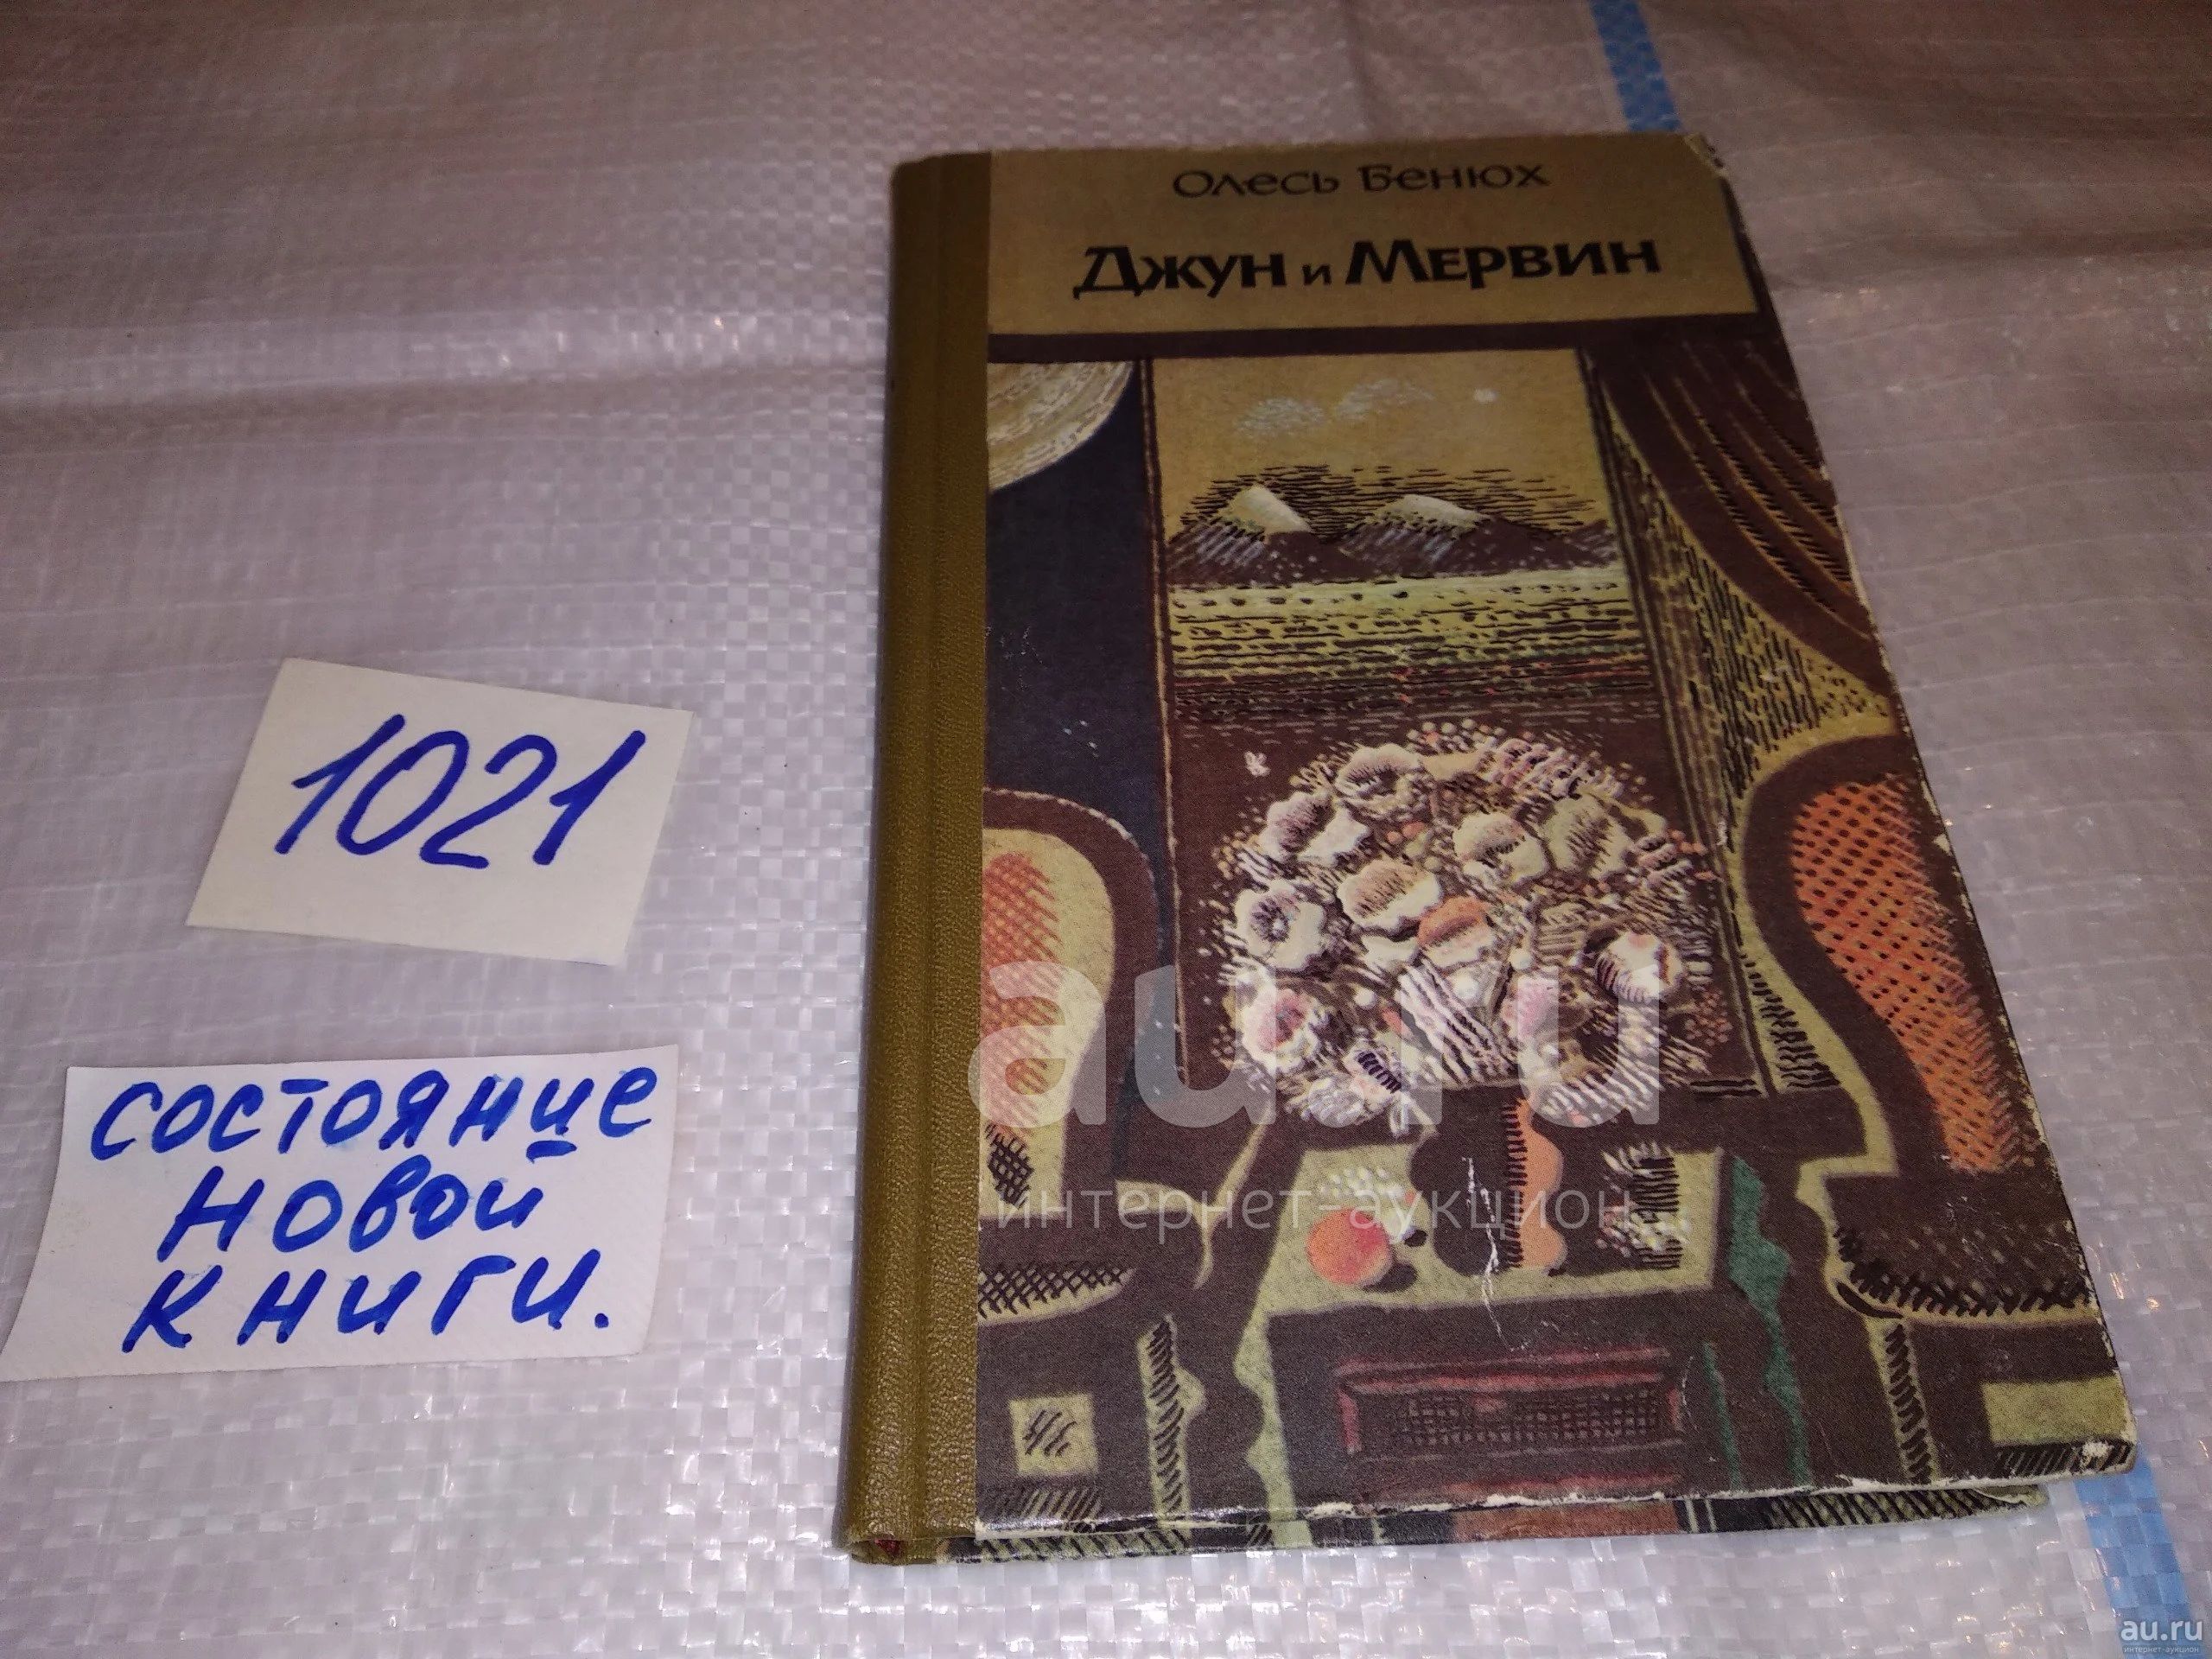 Олесь Бенюх
Джун и Мервин
1021
состояние
новой
книги.
au.ru
интернет-аукцион
au.ru
интернет-аукцион